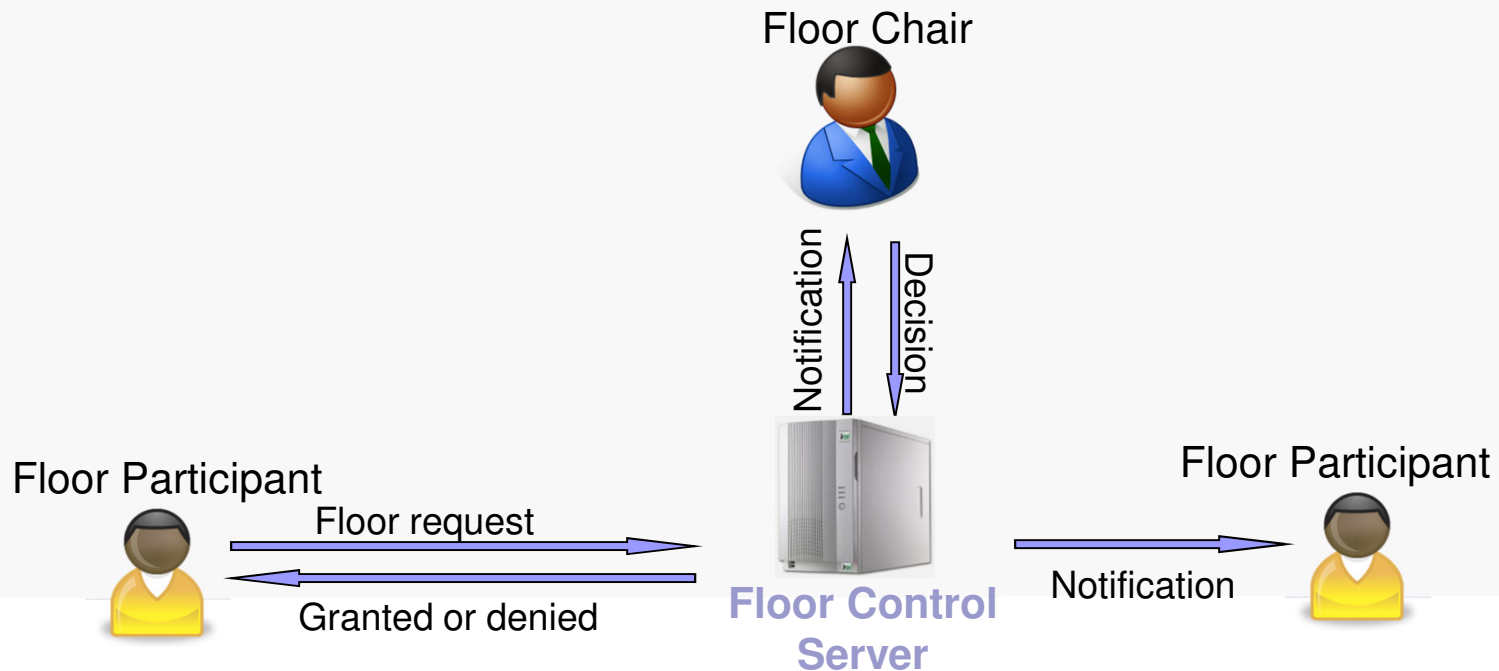 Floor Chair
Notification
Decision
Floor Participant
Floor request
Granted or denied
Floor Control
Server
Floor Participant
Notification